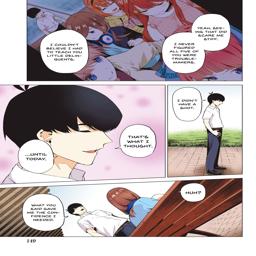 YEAH, SEE-
ING THAT DID
SCARE ME
STIFF.
I COULDN'T
BELIEVE I HAD
TO TEACH YOU
LITTLE DELIN-
QUENTS.
I NEVER
FIGURED
ALL FIVE OF
YOU WERE
TROUBLE-
MAKERS.
I DIDN'T
HAVE A
SHOT.
THAT'S
WHAT I
THOUGHT.
...UNTIL
TODAY.
HUH?
WHAT YOU
SAID GAVE
ME THE CON-
FIDENCE I
NEEDED.
149